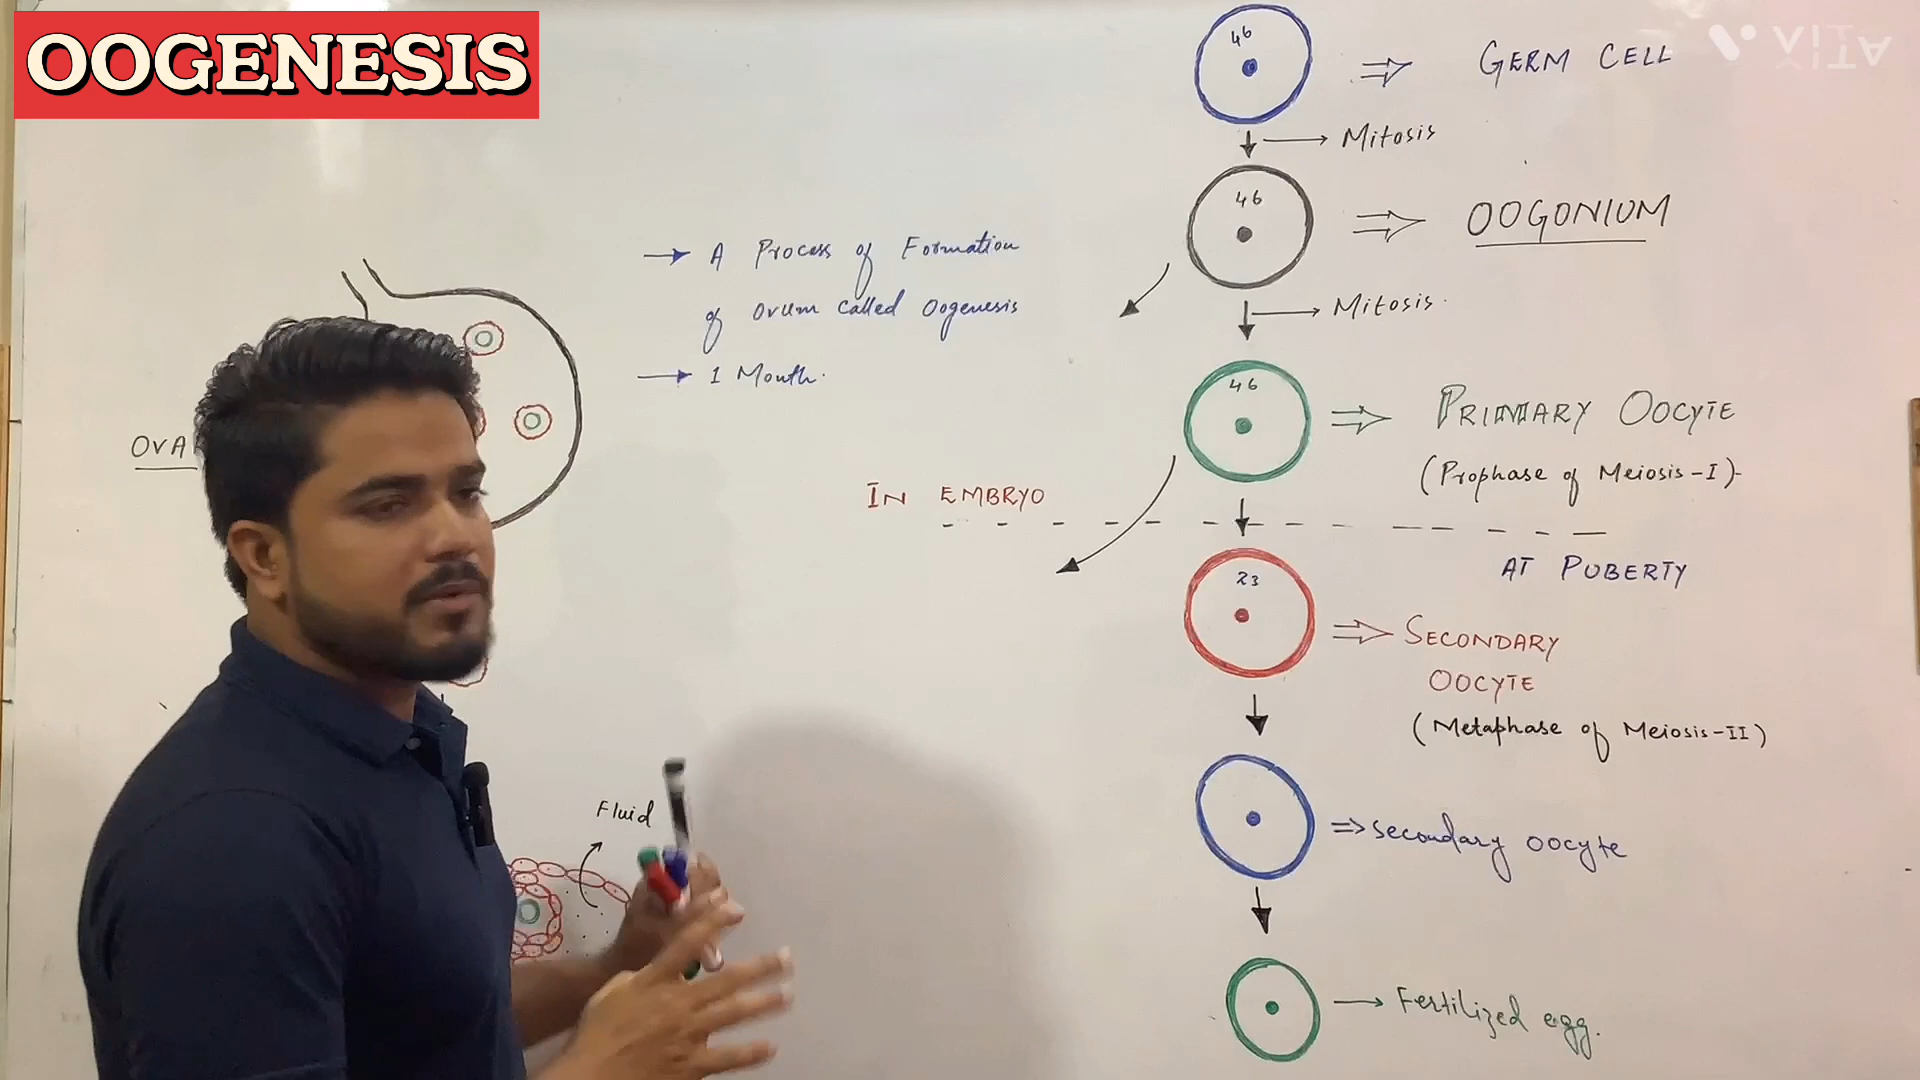 OOGENESIS
VITA
46
GERM CELL
Mitosis
46
OOGONIUM
→ A Process of Formation
of ovum called Oogenesis
→ 1 Month.
Mitosis.
46
PRIMARY OOCYTE
(Prophase of Meiosis-I)
OVA
IN EMBRYO
AT PUBERTY
23
SECONDARY
OOCYTE
(Metaphase of Meiosis-II)
Fluid
Secondary oocyte
Fertilized egg.